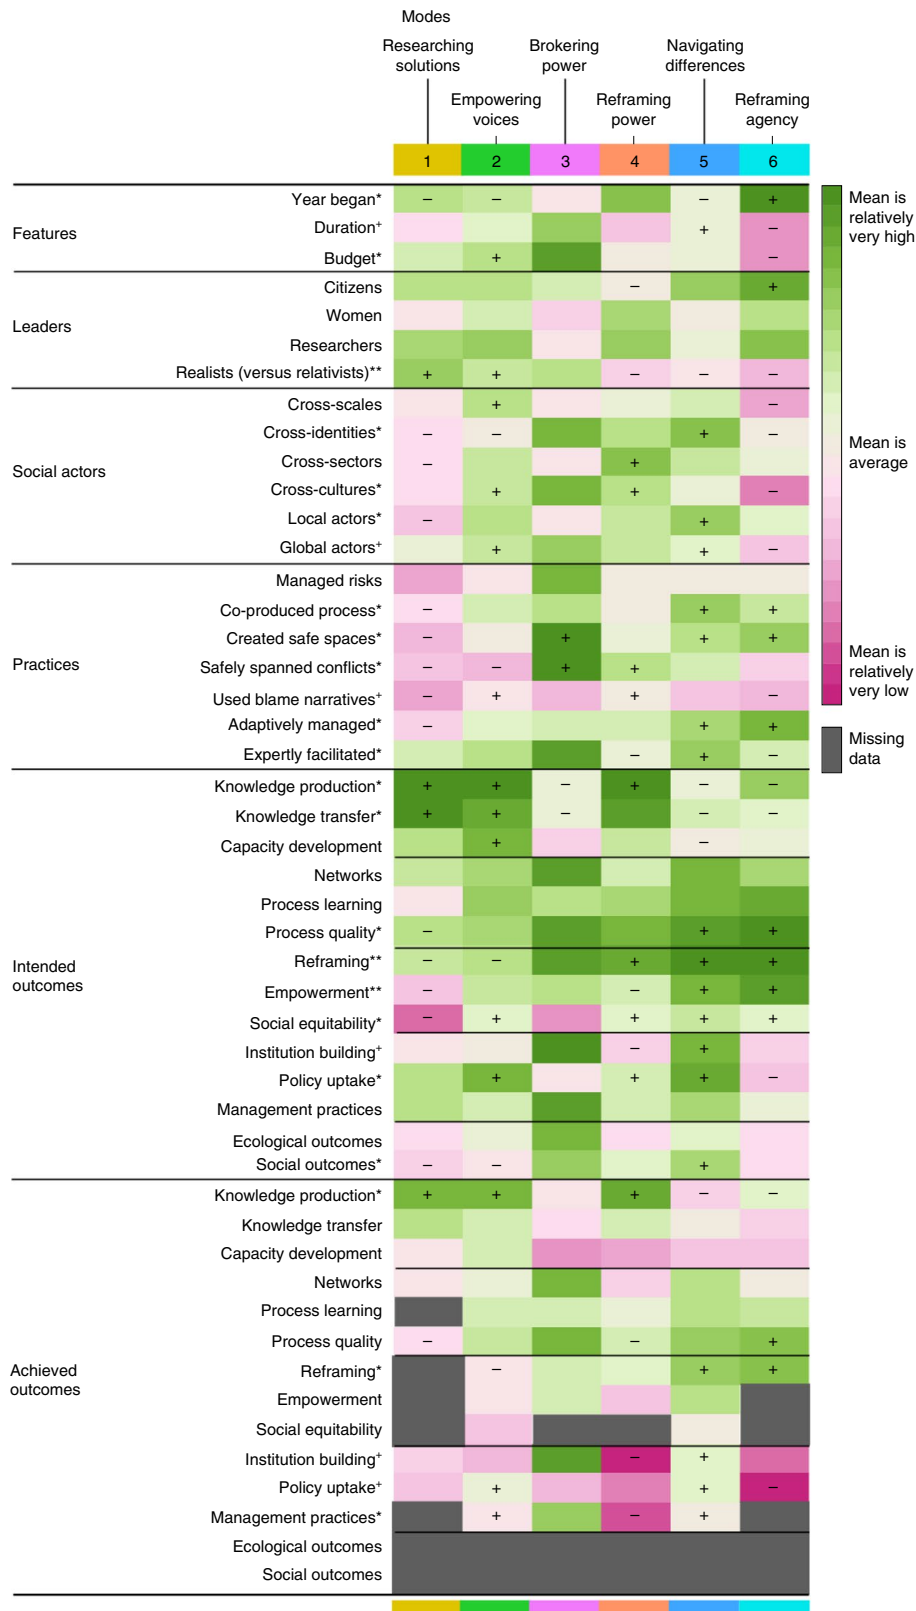 Modes
Researching solutions
Brokering power
Navigating differences
Empowering voices
Reframing power
Reframing agency
1 2 3 4 5 6
Features
Year began* − − − +
Duration⁺ + −
Budget* + −
Leaders
Citizens − +
Women
Researchers
Realists (versus relativists)** + + − − −
Social actors
Cross-scales + −
Cross-identities* − − + −
Cross-sectors − +
Cross-cultures* + + −
Local actors* − +
Global actors⁺ + + −
Practices
Managed risks
Co-produced process* − + +
Created safe spaces* − + + +
Safely spanned conflicts* − − + +
Used blame narratives⁺ − + + −
Adaptively managed* − + +
Expertly facilitated* − + −
Intended outcomes
Knowledge production* + + − + − −
Knowledge transfer* + + − − −
Capacity development + −
Networks
Process learning
Process quality* − + +
Reframing** − − + + +
Empowerment** − − + +
Social equitability* − + + + +
Institution building⁺ − +
Policy uptake* + + + −
Management practices
Ecological outcomes
Social outcomes* − − +
Achieved outcomes
Knowledge production* + + + − −
Knowledge transfer
Capacity development
Networks
Process learning
Process quality − − +
Reframing* − + +
Empowerment
Social equitability
Institution building⁺ − +
Policy uptake⁺ + + −
Management practices* + − +
Ecological outcomes
Social outcomes
Mean is
relatively
very high
Mean is
average
Mean is
relatively
very low
Missing
data